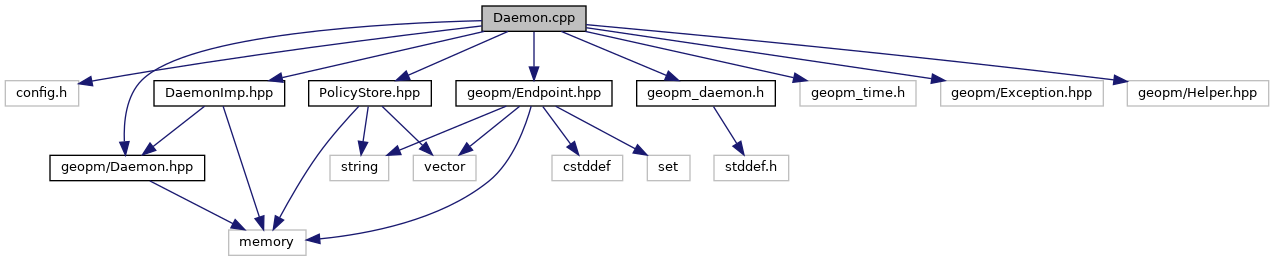 Daemon.cpp
config.h
DaemonImp.hpp
PolicyStore.hpp
geopm/Endpoint.hpp
geopm_daemon.h
geopm_time.h
geopm/Exception.hpp
geopm/Helper.hpp
geopm/Daemon.hpp
string
vector
cstddef
set
stddef.h
memory